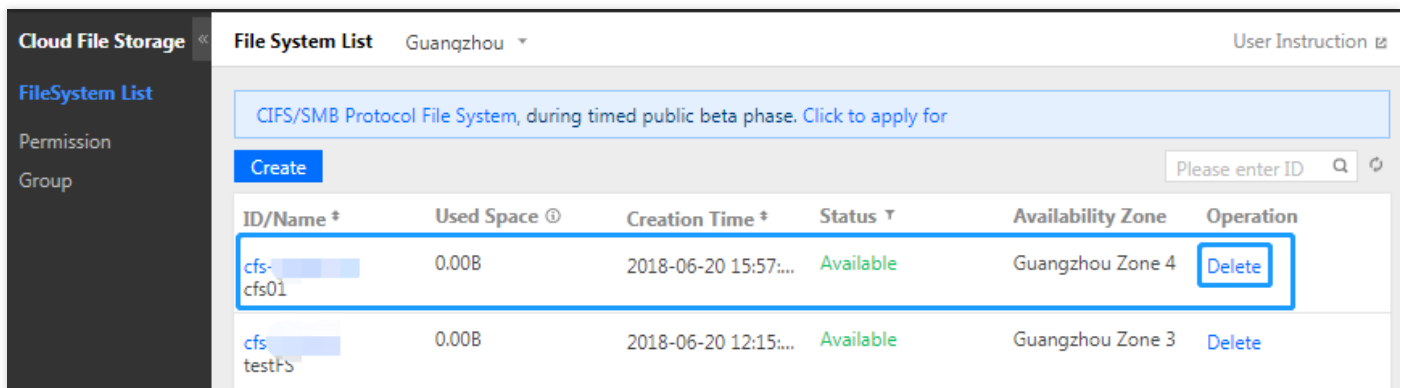 Cloud File Storage
File System List
Guangzhou
User Instruction
FileSystem List
Permission
Group
CIFS/SMB Protocol File System, during timed public beta phase. Click to apply for
Create
Please enter ID
ID/Name
Used Space
Creation Time
Status
Availability Zone
Operation
cfs-
cfs01
0.00B
2018-06-20 15:57:...
Available
Guangzhou Zone 4
Delete
cfs
testFS
0.00B
2018-06-20 12:15:...
Available
Guangzhou Zone 3
Delete